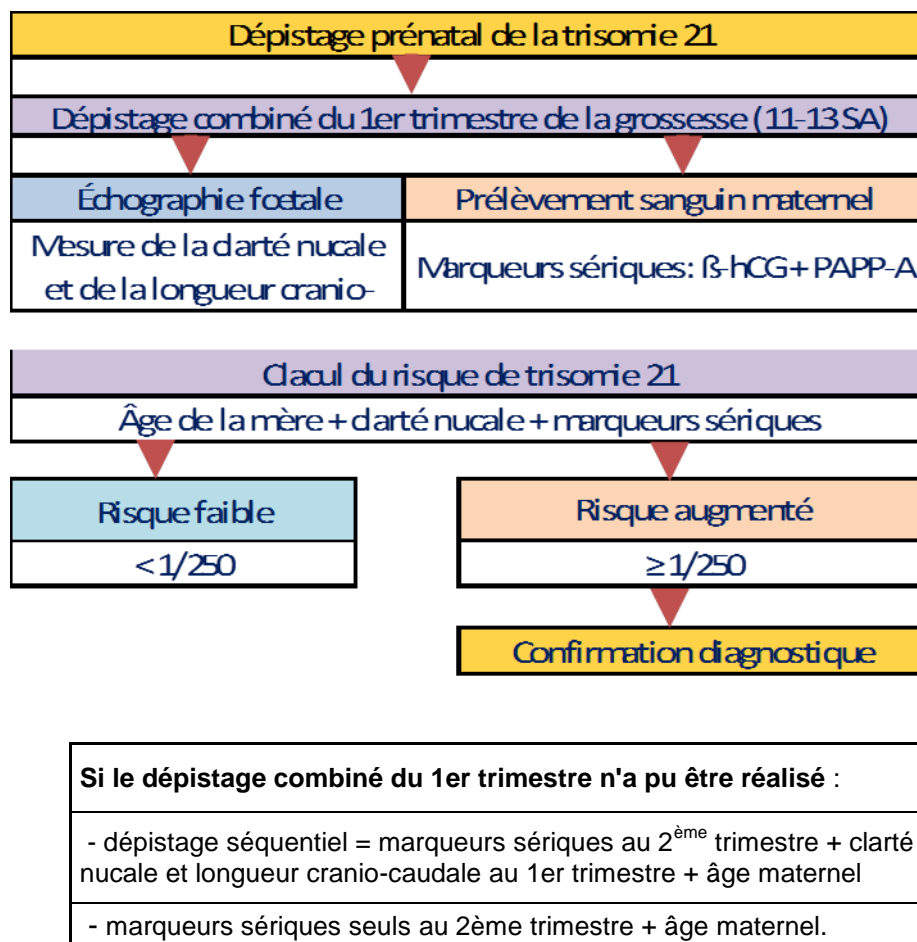 Dépistage prénatal de la trisomie 21
Dépistage combiné du 1er trimestre de la grossesse (11-13 SA)
Échographie fœtale
Prélèvement sanguin maternel
Mesure de la clarté nucale
et de la longueur cranio-
Marqueurs sériques: ß-hCG + PAPP-A
Clacul du risque de trisomie 21
Âge de la mère + clarté nucale + marqueurs sériques
Risque faible
Risque augmenté
< 1/250
≥ 1/250
Confirmation diagnostique
Si le dépistage combiné du 1er trimestre n'a pu être réalisé :
- dépistage séquentiel = marqueurs sériques au 2ème trimestre + clarté
nucale et longueur cranio-caudale au 1er trimestre + âge maternel
- marqueurs sériques seuls au 2ème trimestre + âge maternel.